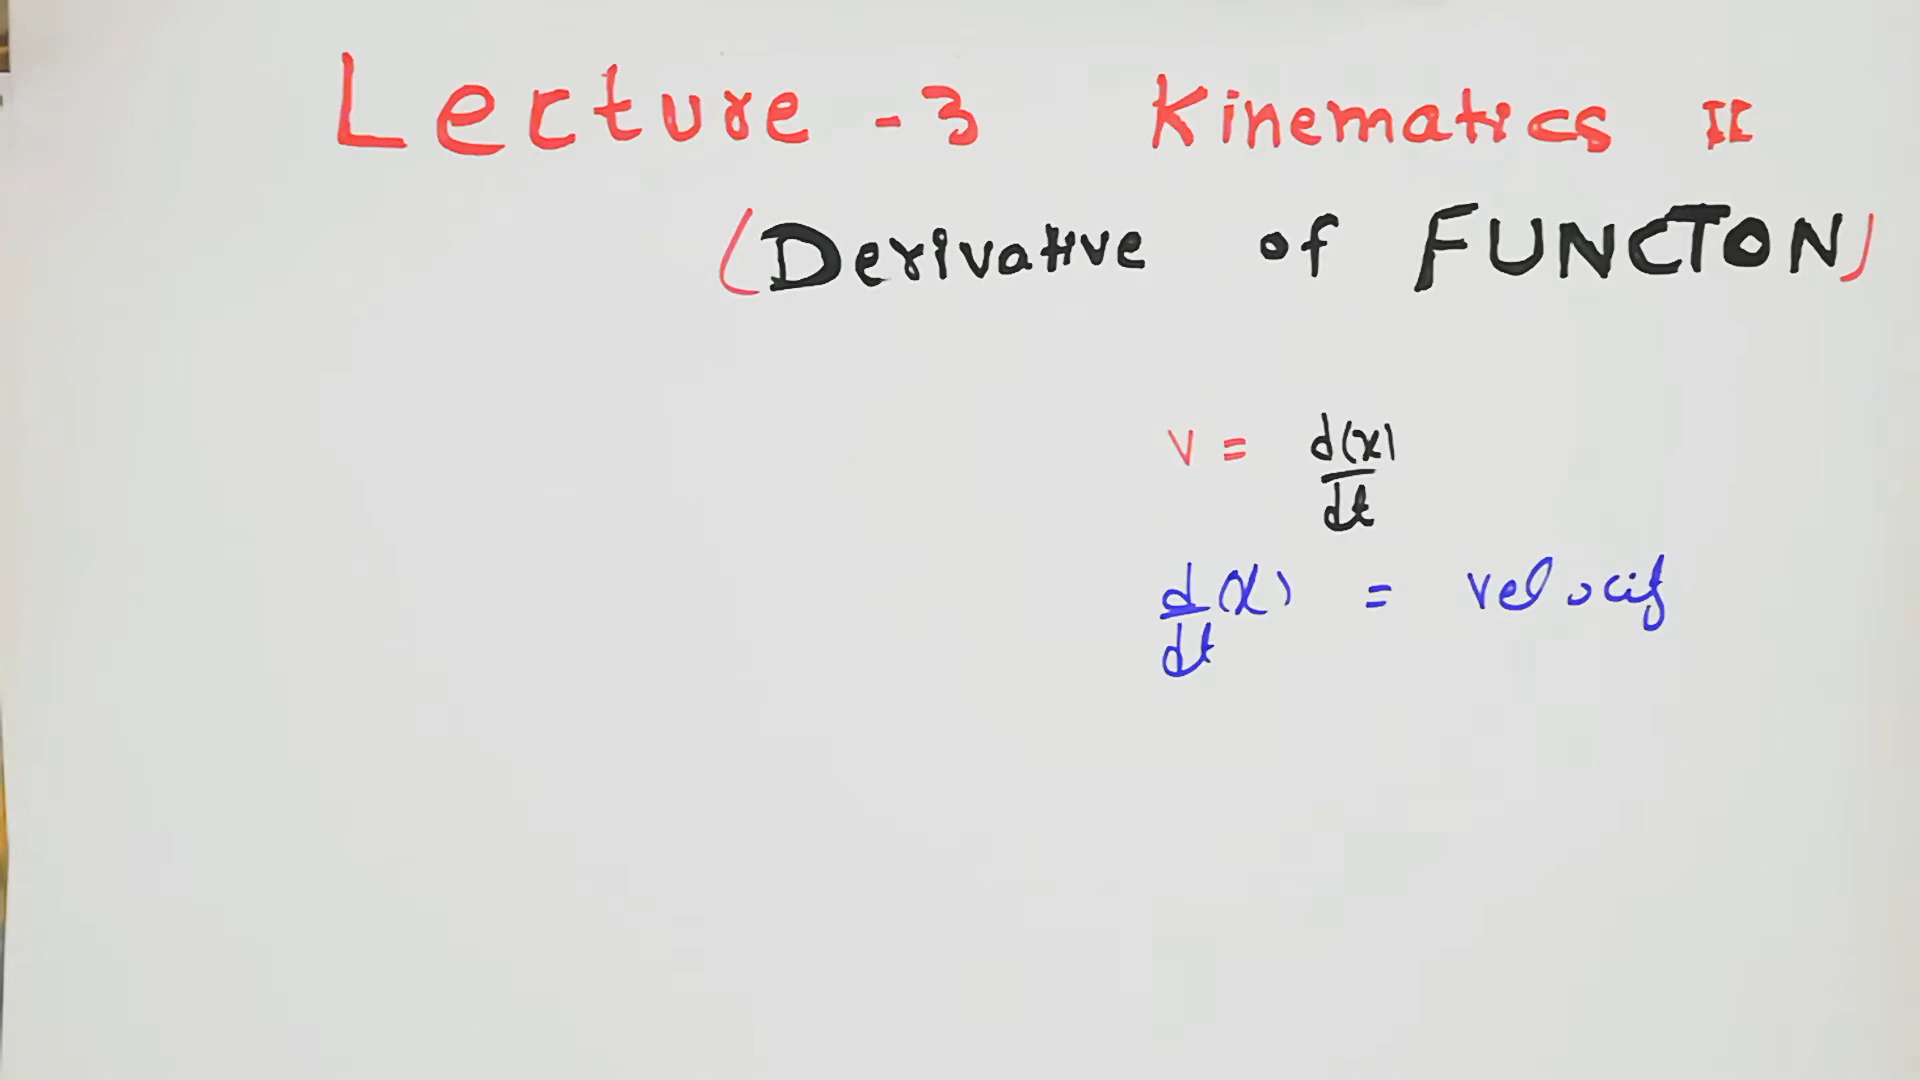 Lecture - 3 Kinematics II
(Derivative of FUNCTON)
v = d(x)
dt
d(x) = velocity
dt